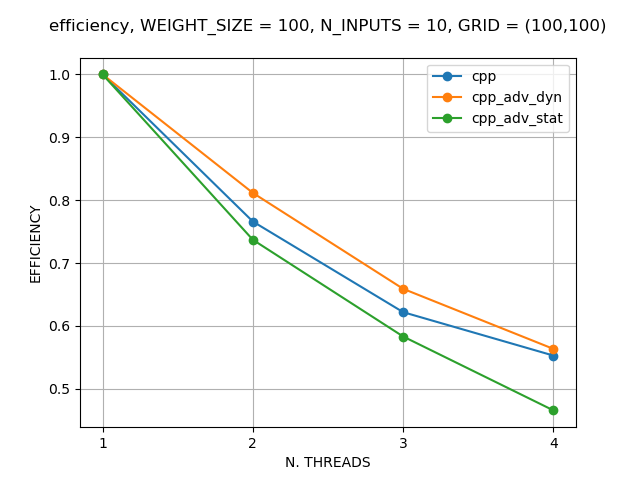 efficiency, WEIGHT_SIZE = 100, N_INPUTS = 10, GRID = (100,100)
cpp
cpp_adv_dyn
cpp_adv_stat
EFFICIENCY
1.0
0.9
0.8
0.7
0.6
0.5
1 2 3 4
N. THREADS